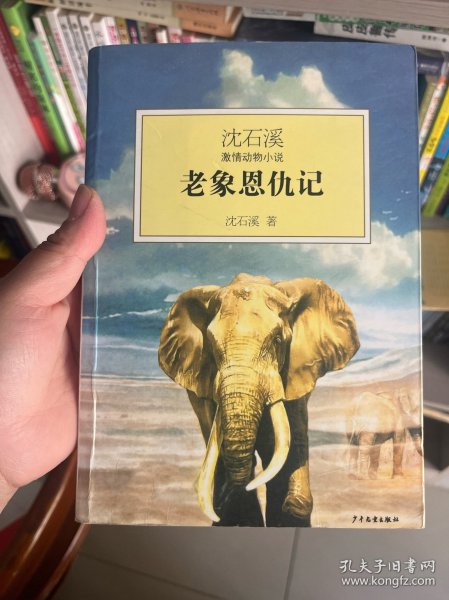 沈石溪
激情动物小说
老象恩仇记
沈石溪 著
少年儿童出版社
孔夫子旧书网
www.kongfz.com